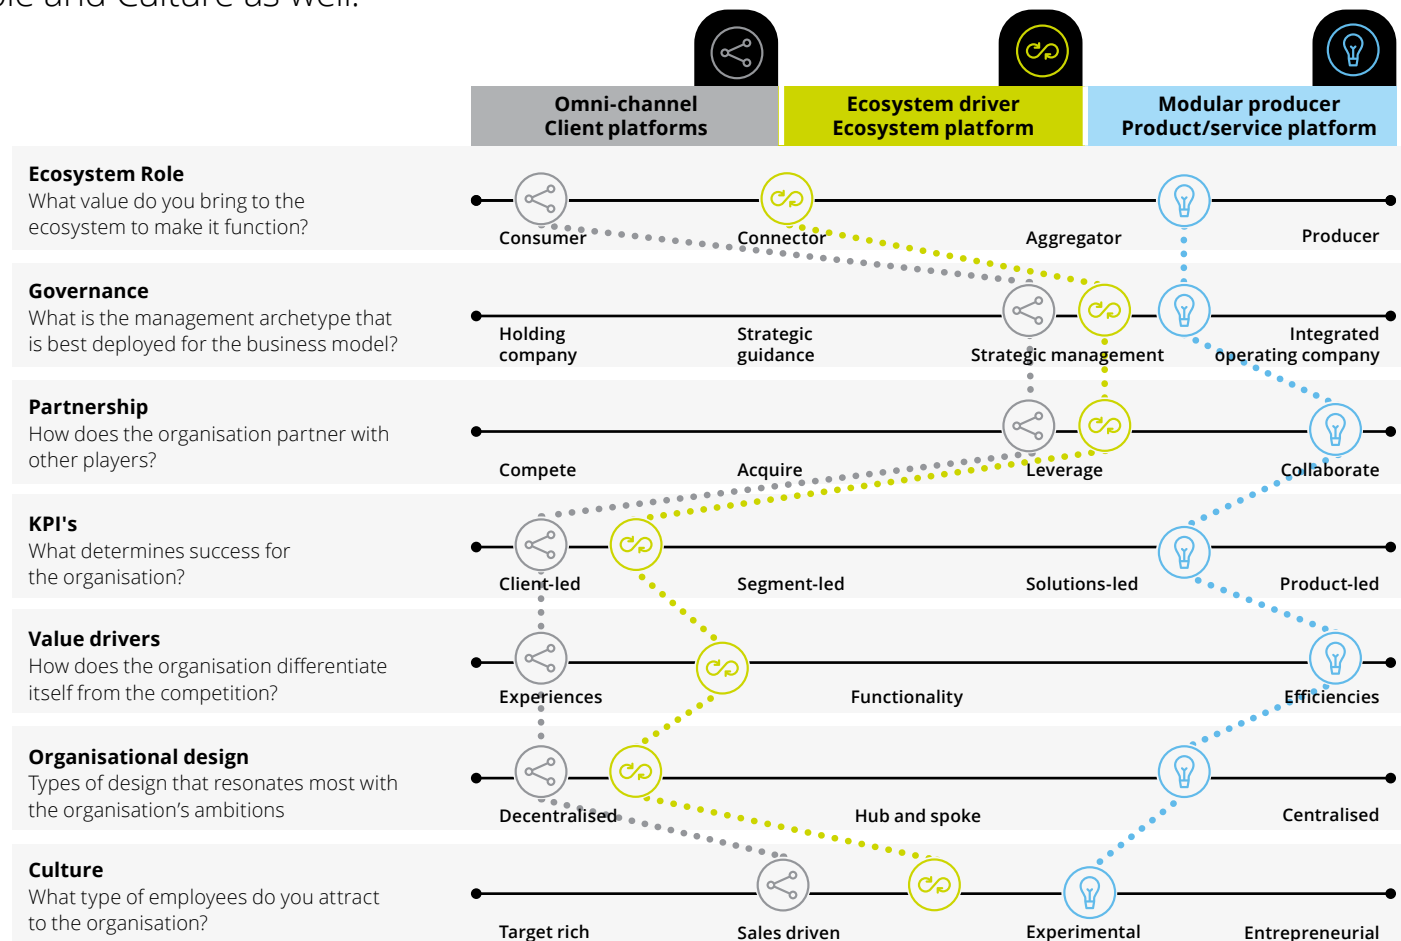 and Culture as well.
Omni-channel
Client platforms
Ecosystem driver
Ecosystem platform
Modular producer
Product/service platform
Ecosystem Role
What value do you bring to the
ecosystem to make it function?
Consumer
Connector
Aggregator
Producer
Governance
What is the management archetype that
is best deployed for the business model?
Holding
company
Strategic
guidance
Strategic management
Integrated
operating company
Partnership
How does the organisation partner with
other players?
Compete
Acquire
Leverage
Collaborate
KPI's
What determines success for
the organisation?
Client-led
Segment-led
Solutions-led
Product-led
Value drivers
How does the organisation differentiate
itself from the competition?
Experiences
Functionality
Efficiencies
Organisational design
Types of design that resonates most with
the organisation’s ambitions
Decentralised
Hub and spoke
Centralised
Culture
What type of employees do you attract
to the organisation?
Target rich
Sales driven
Experimental
Entrepreneurial